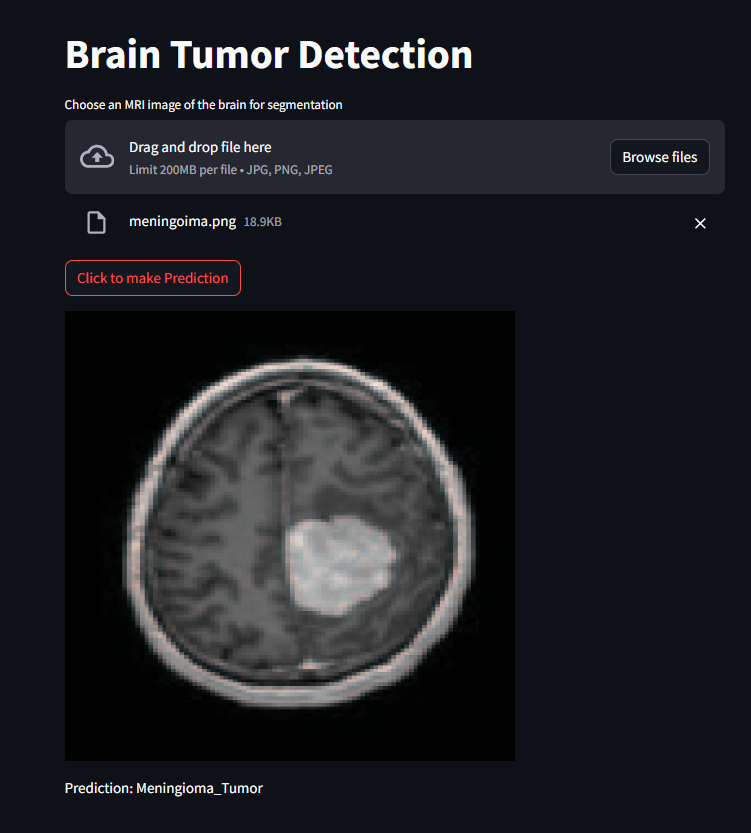 Brain Tumor Detection
Choose an MRI image of the brain for segmentation
Drag and drop file here
Limit 200MB per file • JPG, PNG, JPEG
Browse files
meningoima.png 18.9KB
Click to make Prediction
Prediction: Meningioma_Tumor